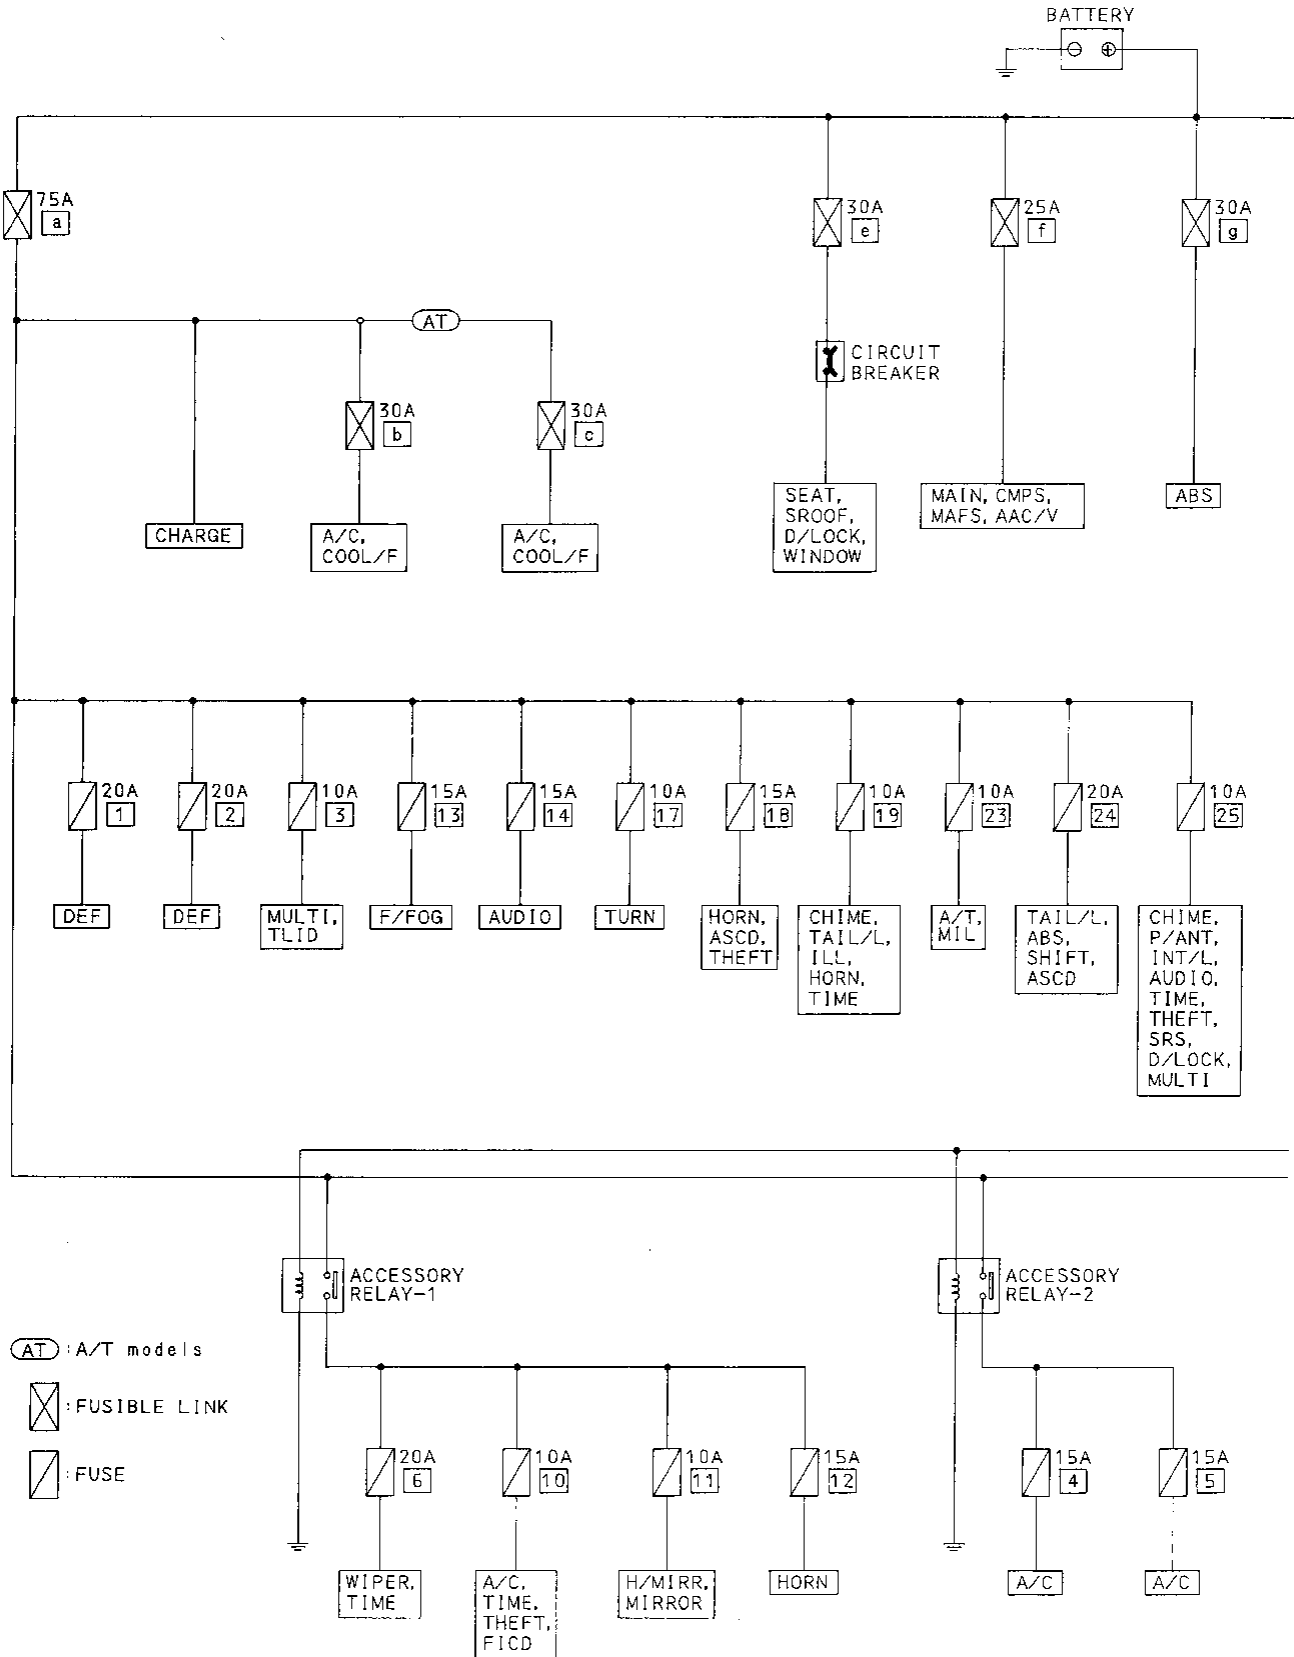 BATTERY
⊖ ⊕
75A
a
30A
e
25A
f
30A
g
AT
CIRCUIT
BREAKER
30A
b
30A
c
CHARGE
A/C,
COOL/F
A/C,
COOL/F
SEAT,
SROOF,
D/LOCK,
WINDOW
MAIN, CMPS,
MAFS, AAC/V
ABS
20A
1
20A
2
10A
3
15A
13
15A
14
10A
17
15A
18
10A
19
10A
23
20A
24
10A
25
DEF
DEF
MULTI,
TLID
F/FOG
AUDIO
TURN
HORN,
ASCD,
THEFT
CHIME,
TAIL/L,
ILL,
HORN,
TIME
A/T,
MIL
TAIL/L,
ABS,
SHIFT,
ASCD
CHIME,
P/ANT,
INT/L,
AUDIO,
TIME,
THEFT,
SRS,
D/LOCK,
MULTI
ACCESSORY
RELAY-1
ACCESSORY
RELAY-2
AT : A/T models
: FUSIBLE LINK
: FUSE
20A
6
10A
10
10A
11
15A
12
15A
4
15A
5
WIPER,
TIME
A/C,
TIME,
THEFT,
FICD
H/MIRR,
MIRROR
HORN
A/C
A/C